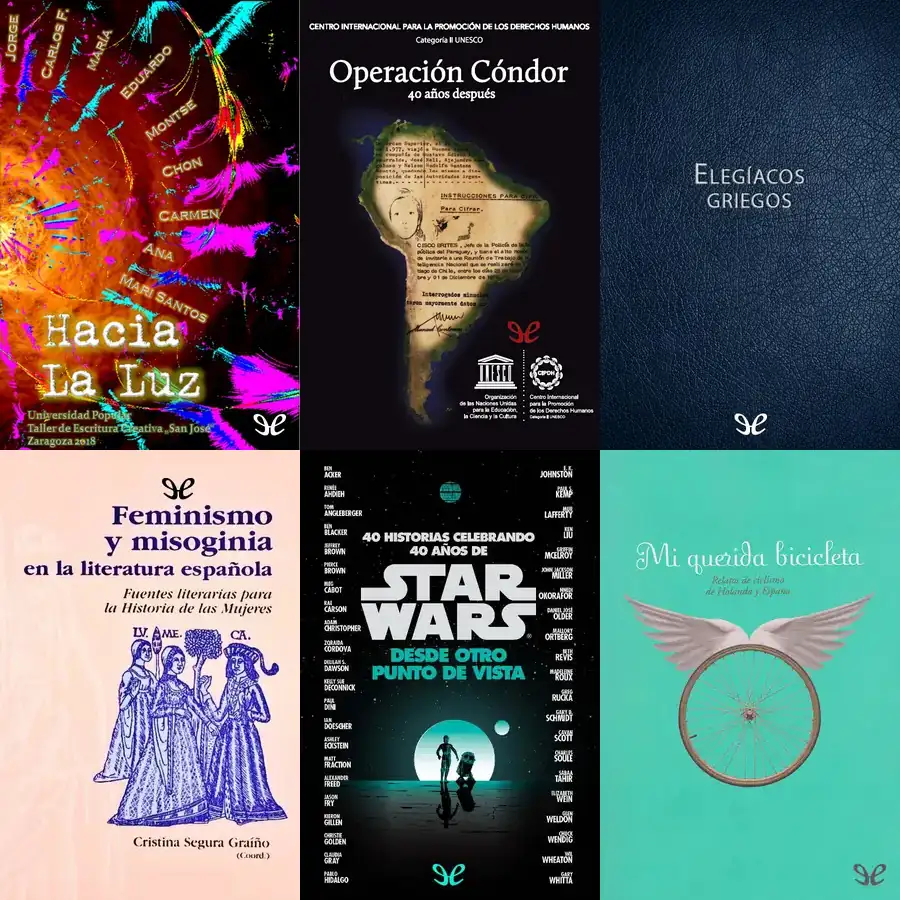 JORGE
CARLOS F.
MARÍA
EDUARDO
MONTSE
CHON
CARMEN
ANA
MARI SANTOS
Hacia
La Luz
Universidad Popular
Taller de Escritura Creativa „San José"
Zaragoza 2018
CENTRO INTERNACIONAL PARA LA PROMOCIÓN DE LOS DERECHOS HUMANOS
Categoría II UNESCO
Operación Cóndor
40 años después
INSTRUCCIONES PARA
Para Cifrar.
UNESCO
CIPDH
Organización
de las Naciones Unidas
para la Educación,
la Ciencia y la Cultura
Centro Internacional
para la Promoción
de los Derechos Humanos
Categoría II UNESCO
ELEGÍACOS
GRIEGOS
Feminismo
y misoginia
en la literatura española
Fuentes literarias para
la Historia de las Mujeres
LV. ME. CA.
Cristina Segura Graíño
(Coord.)
BEN
ACKER
RENÉE
AHDIEH
TOM
ANGLEBERGER
BEN
BLACKER
JEFFREY
BROWN
PIERCE
BROWN
MEG
CABOT
RAE
CARSON
ADAM
CHRISTOPHER
ZORAIDA
CÓRDOVA
DELILAH S.
DAWSON
KELLY SUE
DECONNICK
PAUL
DINI
IAN
DOESCHER
ASHLEY
ECKSTEIN
MATT
FRACTION
ALEXANDER
FREED
JASON
FRY
KIERON
GILLEN
CHRISTIE
GOLDEN
CLAUDIA
GRAY
PABLO
HIDALGO
40 HISTORIAS CELEBRANDO
40 AÑOS DE
STAR
WARS
DESDE OTRO
PUNTO DE VISTA
E. K.
JOHNSTON
PAUL S.
KEMP
MUR
LAFFERTY
KEN
LIU
GRIFFIN
MCELROY
JOHN JACKSON
MILLER
NNEDI
OKORAFOR
DANIEL JOSÉ
OLDER
MALLORY
ORTBERG
BETH
REVIS
MADELEINE
ROUX
GREG
RUCKA
GARY D.
SCHMIDT
CAVAN
SCOTT
CHARLES
SOULE
SABAA
TAHIR
ELIZABETH
WEIN
GLEN
WELDON
CHUCK
WENDIG
WIL
WHEATON
GARY
WHITTA
Mi querida bicicleta
Relatos de ciclismo
de Holanda y España